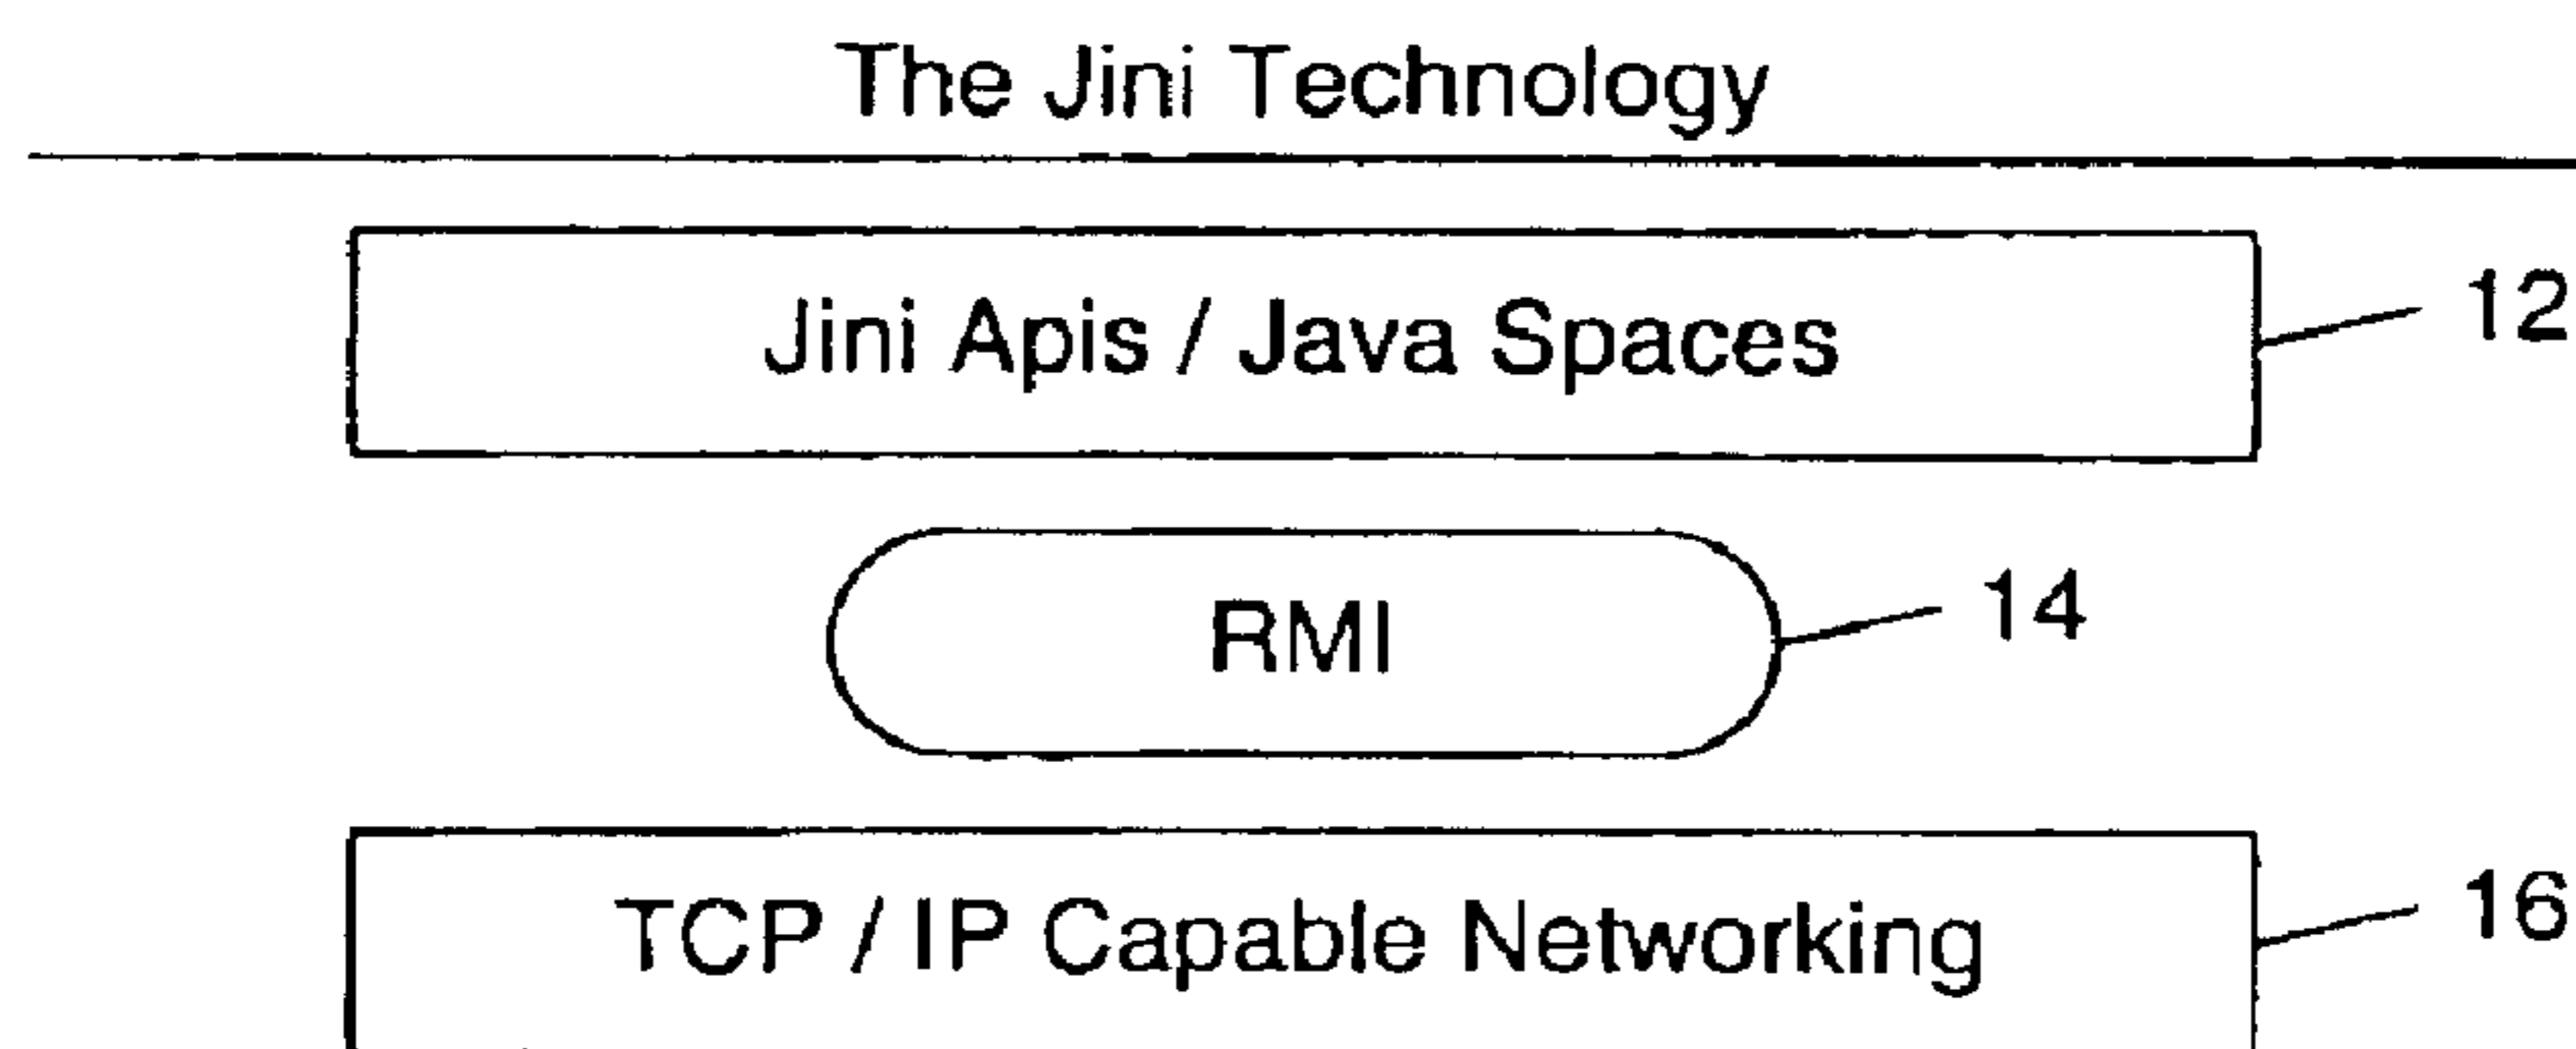 The Jini Technology
Jini Apis / Java Spaces
12
RMI
14
TCP / IP Capable Networking
16